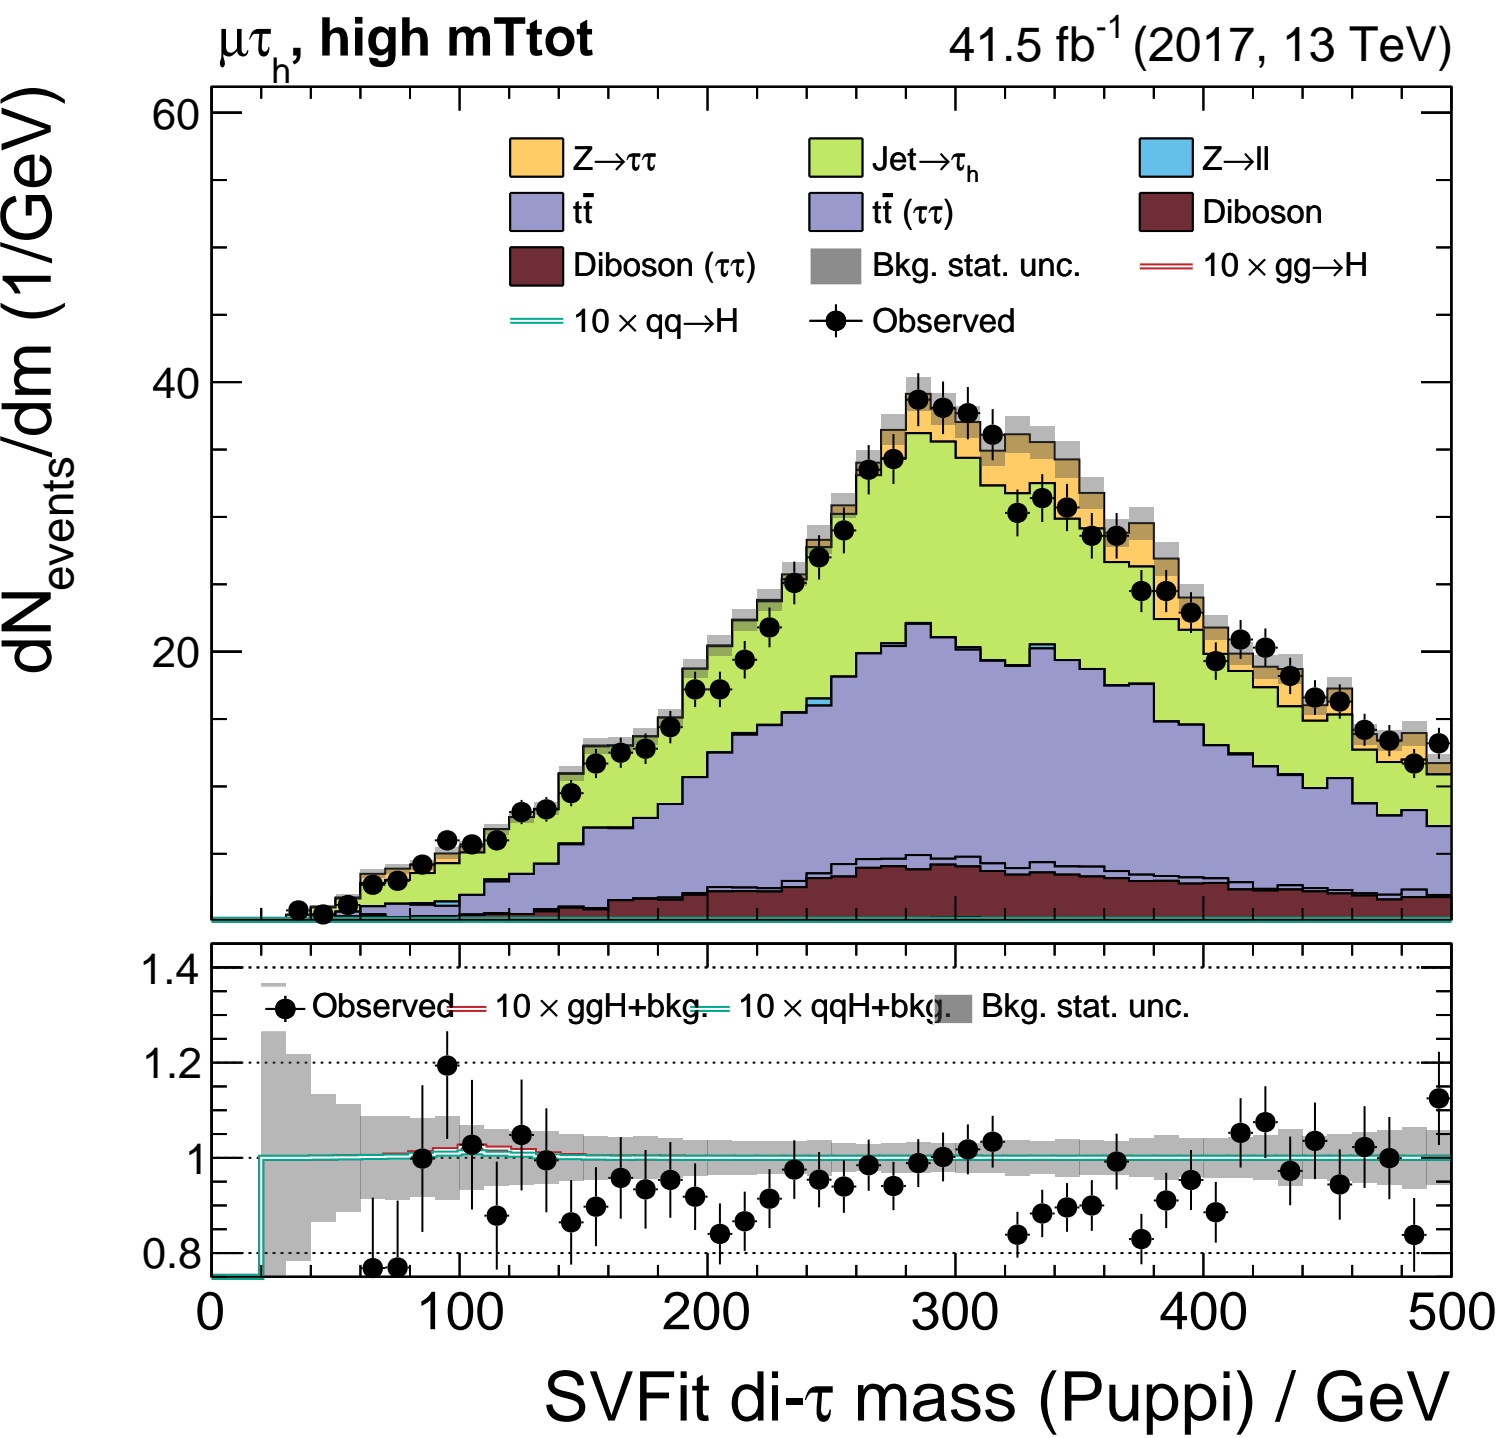 μτh, high mTtot
41.5 fb-1 (2017, 13 TeV)
dNevents/dm (1/GeV)
60
40
20
Z→ττ
Jet→τh
Z→ll
tt̄
tt̄ (ττ)
Diboson
Diboson (ττ)
Bkg. stat. unc.
10 × gg→H
10 × qq→H
Observed
1.4
1.2
1
0.8
Observed
10 × ggH+bkg.
10 × qqH+bkg.
Bkg. stat. unc.
0
100
200
300
400
500
SVFit di-τ mass (Puppi) / GeV